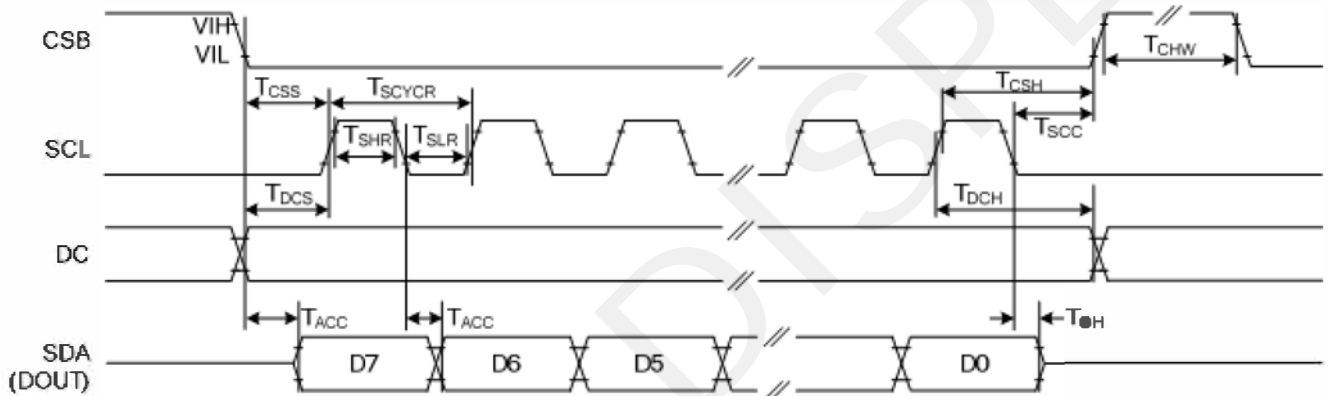 CSB
VIH
VIL
TCHW
TCSS
TSCYCR
TCSH
TSCC
SCL
TSHR
TSLR
TDCS
TDCH
DC
TACC
TACC
SDA
(DOUT)
D7
D6
D5
D0
DISPL